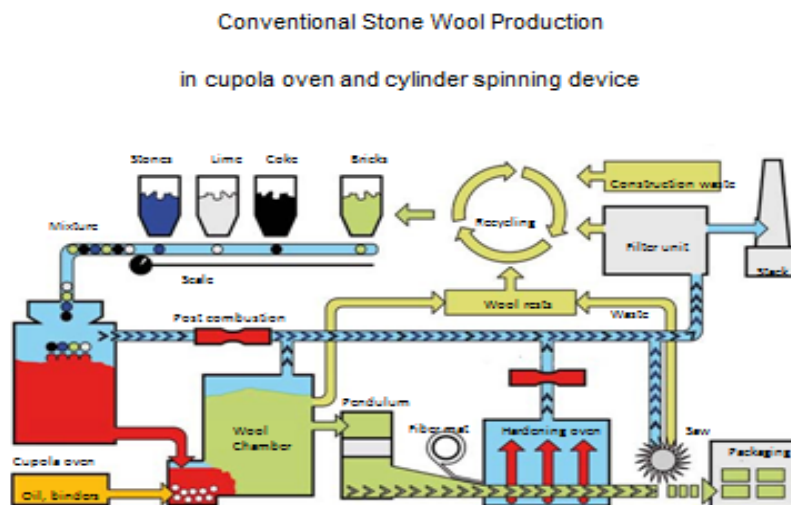 Conventional Stone Wool Production
in cupola oven and cylinder spinning device
Stones Lime Coke Bricks
Construction waste
Mixture
Recycling
Filter unit
Scale
Stack
Wool rests
Post combustion
Waste
Pendulum
Wool
Chamber
Fiber mat
Hardening oven
Saw
Packaging
Cupola oven
Oil, binders